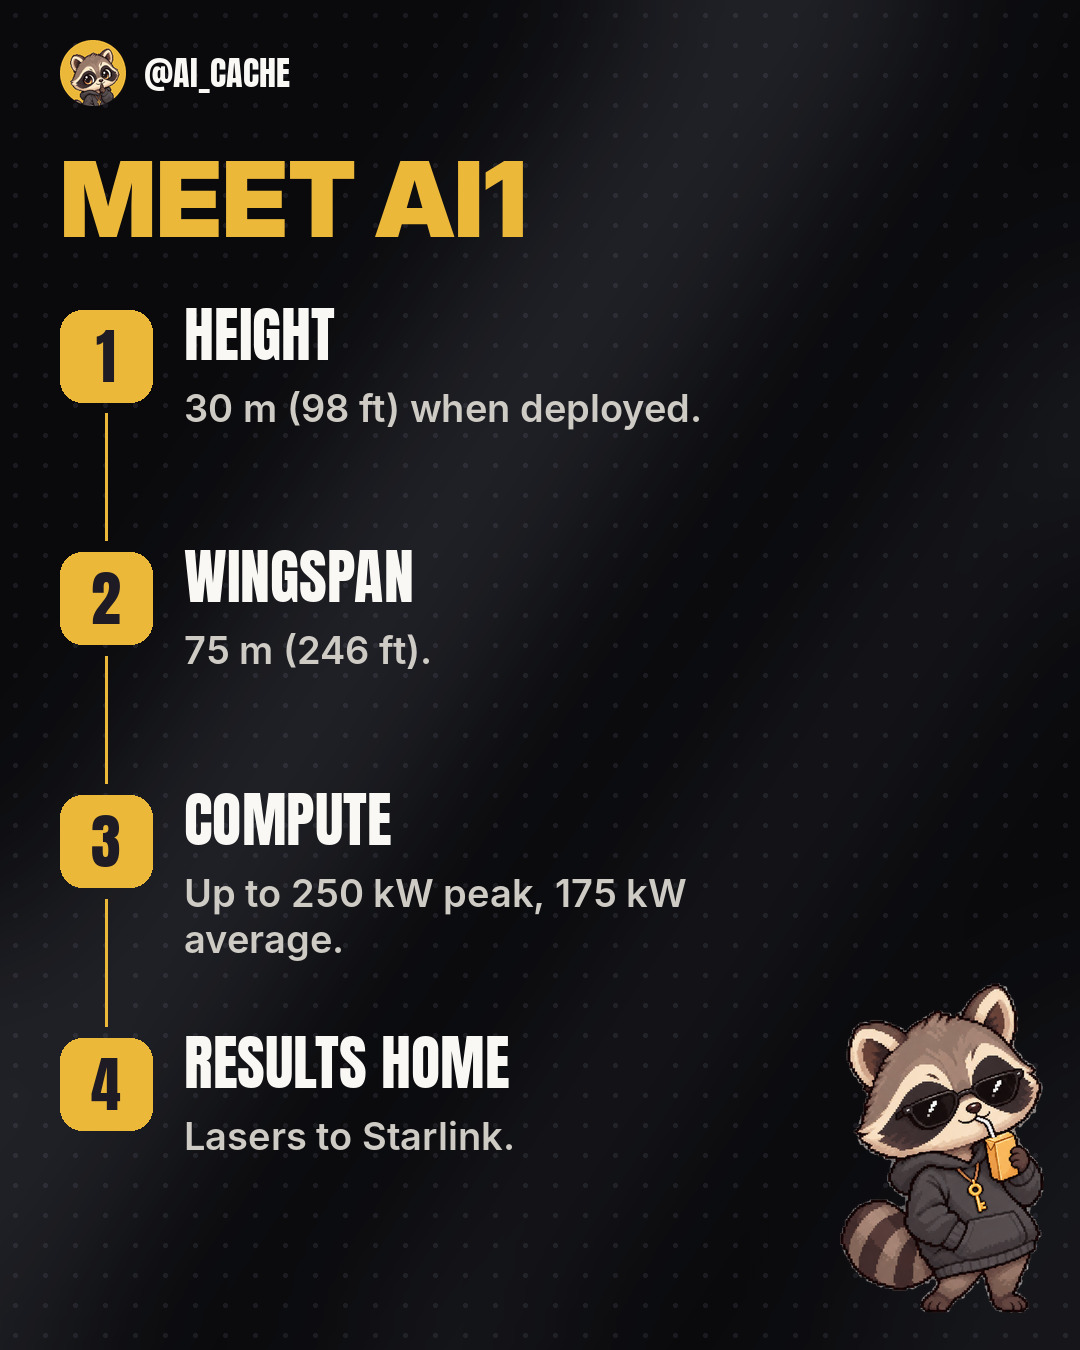 @AI_CACHE
MEET AI1
1
HEIGHT
30 m (98 ft) when deployed.
2
WINGSPAN
75 m (246 ft).
3
COMPUTE
Up to 250 kW peak, 175 kW
average.
4
RESULTS HOME
Lasers to Starlink.